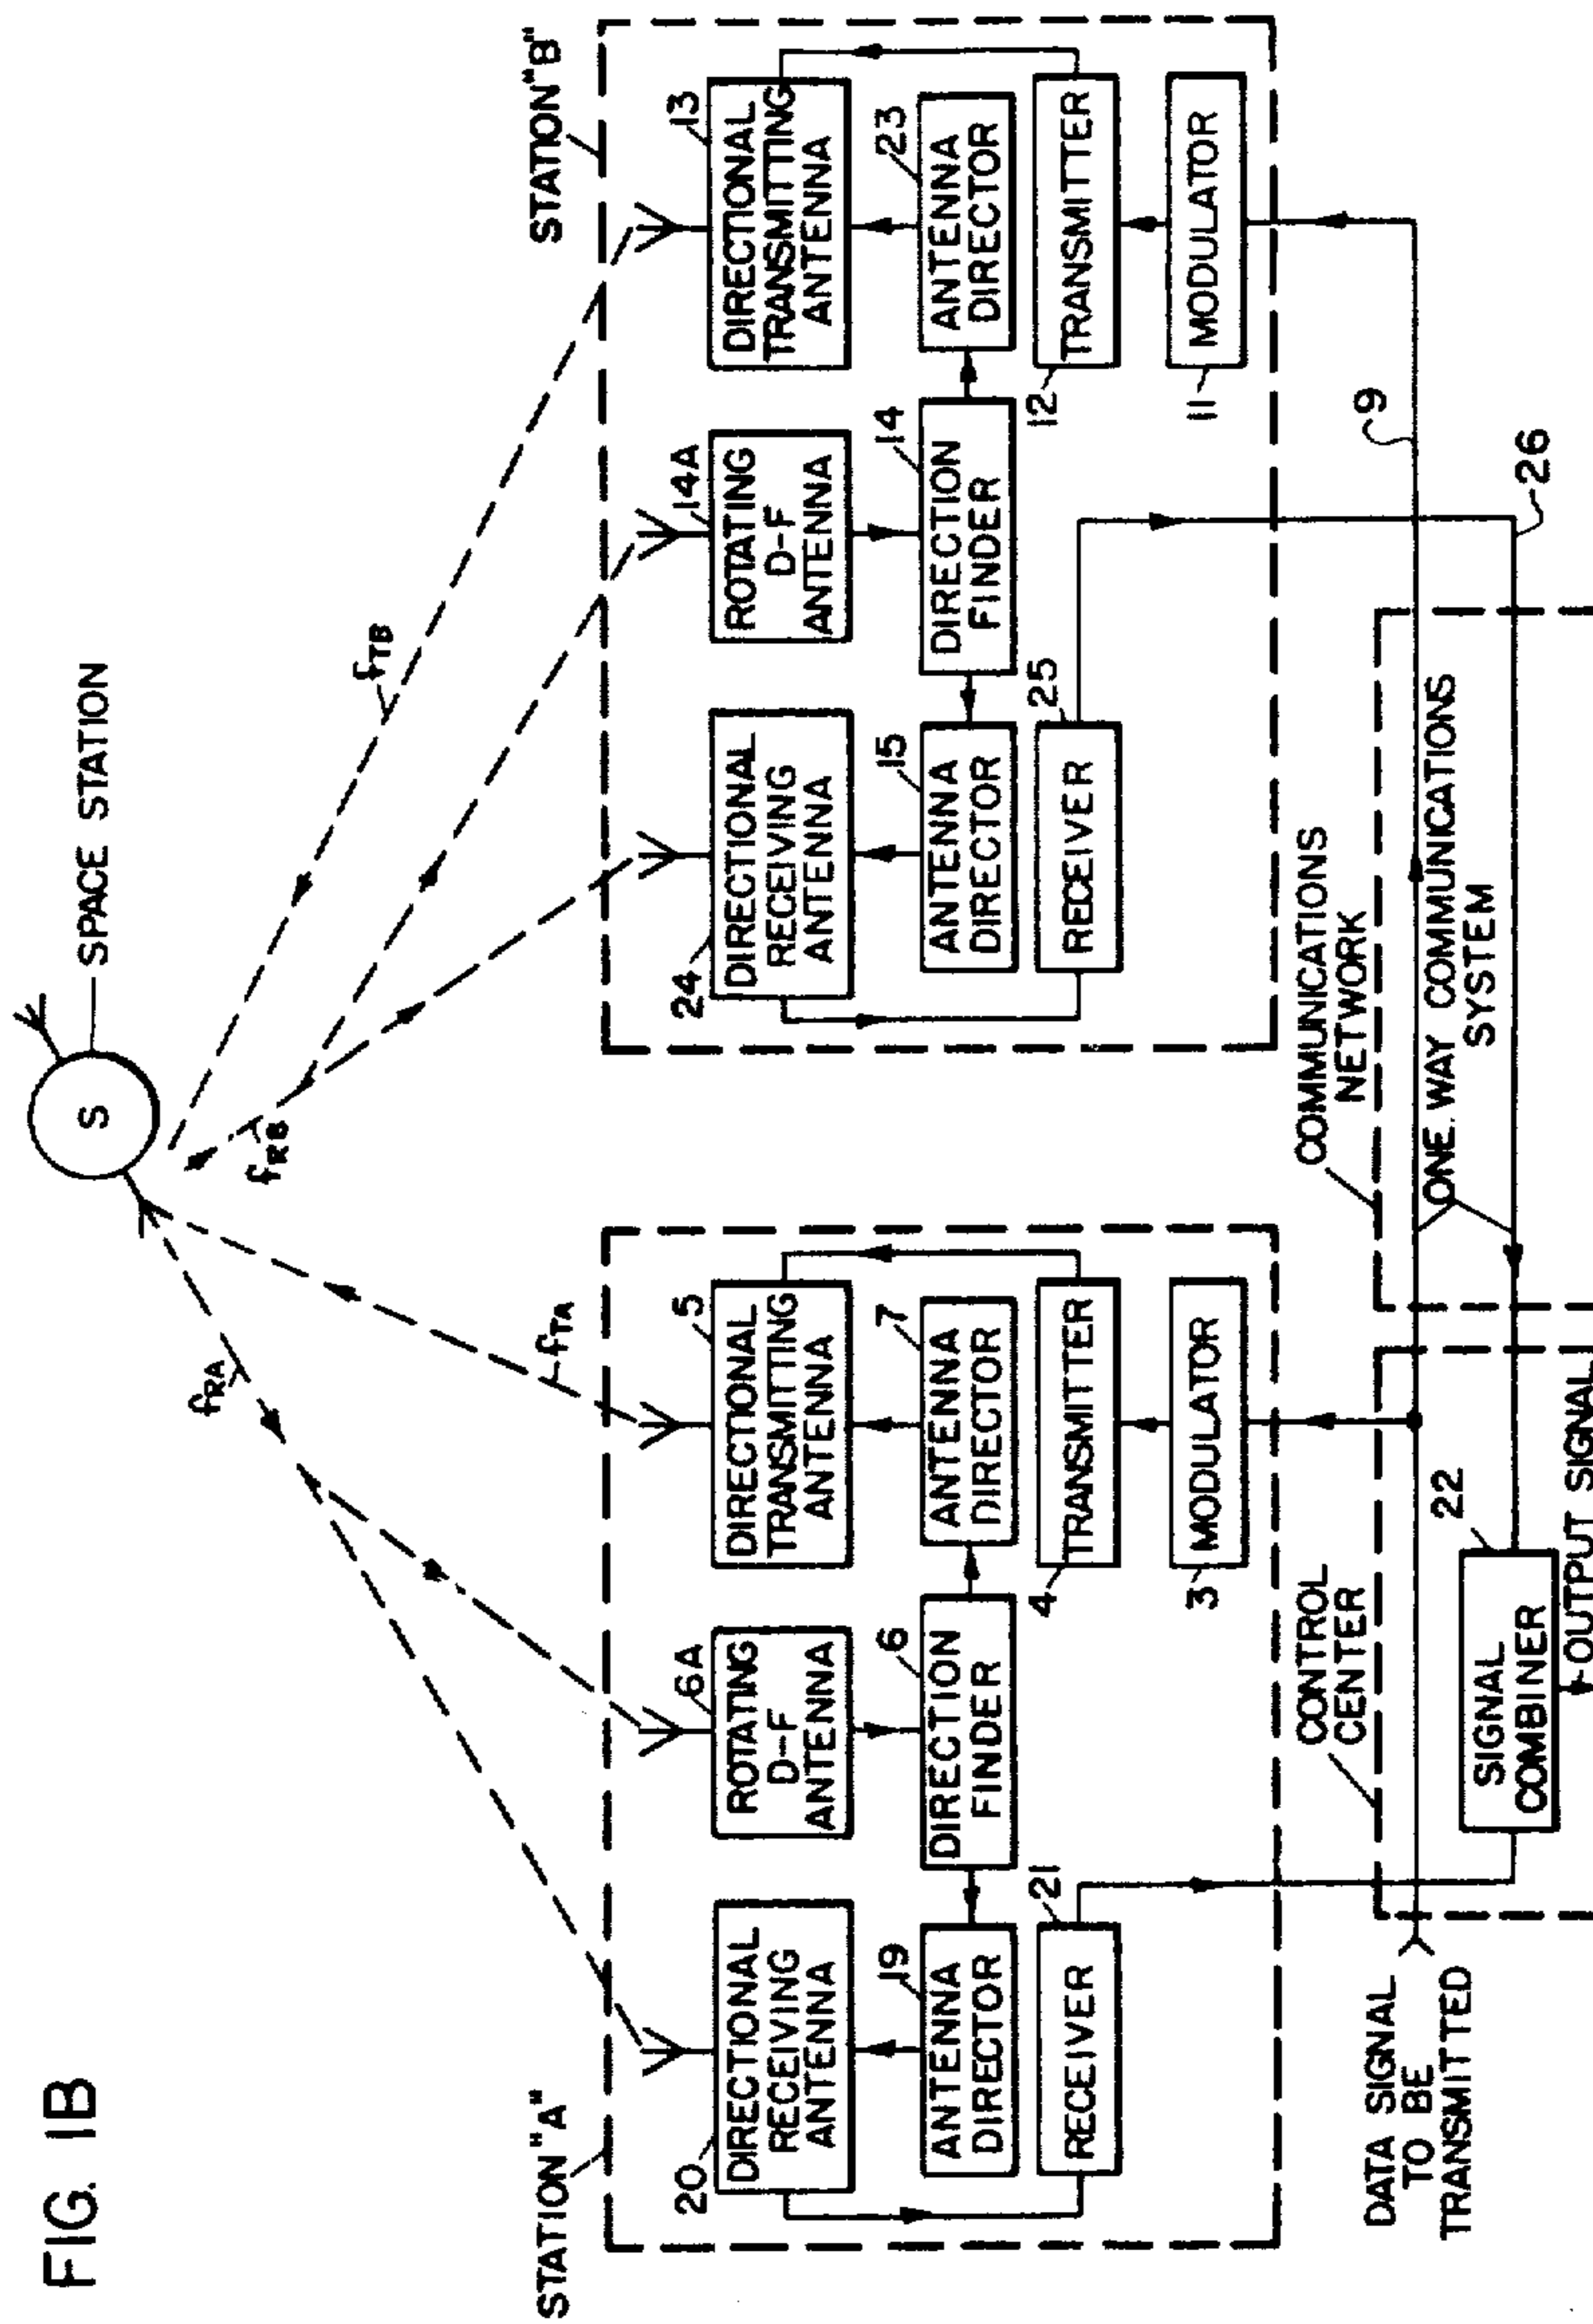 FIG. 1B
S
SPACE STATION
fRA
fTA
fRB
fTB
STATION "A"
20
DIRECTIONAL
RECEIVING
ANTENNA
6A
ROTATING
D-F
ANTENNA
5
DIRECTIONAL
TRANSMITTING
ANTENNA
19
ANTENNA
DIRECTOR
6
DIRECTION
FINDER
7
ANTENNA
DIRECTOR
21
RECEIVER
4
TRANSMITTER
3
MODULATOR
STATION "B"
24
DIRECTIONAL
RECEIVING
ANTENNA
14A
ROTATING
D-F
ANTENNA
13
DIRECTIONAL
TRANSMITTING
ANTENNA
15
ANTENNA
DIRECTOR
14
DIRECTION
FINDER
23
ANTENNA
DIRECTOR
25
RECEIVER
12
TRANSMITTER
11
MODULATOR
CONTROL
CENTER
COMMUNICATIONS
NETWORK
9
DATA SIGNAL
TO BE
TRANSMITTED
ONE.WAY COMMUNICATIONS
SYSTEM
22
SIGNAL
COMBINER
26
OUTPUT SIGNAL